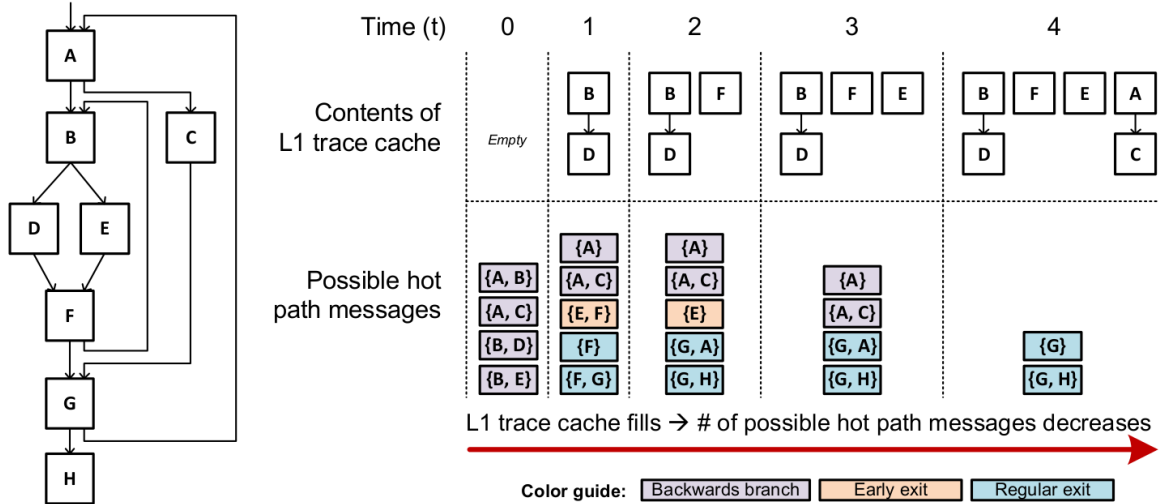 A
B
C
D
E
F
G
H
Time (t)
0
1
2
3
4
Contents of
L1 trace cache
Empty
B
D
B
F
D
B
F
E
D
B
F
E
A
D
C
Possible hot
path messages
{A, B}
{A, C}
{B, D}
{B, E}
{A}
{A, C}
{E, F}
{F}
{F, G}
{A}
{A, C}
{E}
{G, A}
{G, H}
{A}
{A, C}
{G, A}
{G, H}
{G}
{G, H}
L1 trace cache fills → # of possible hot path messages decreases
Color guide:
Backwards branch
Early exit
Regular exit